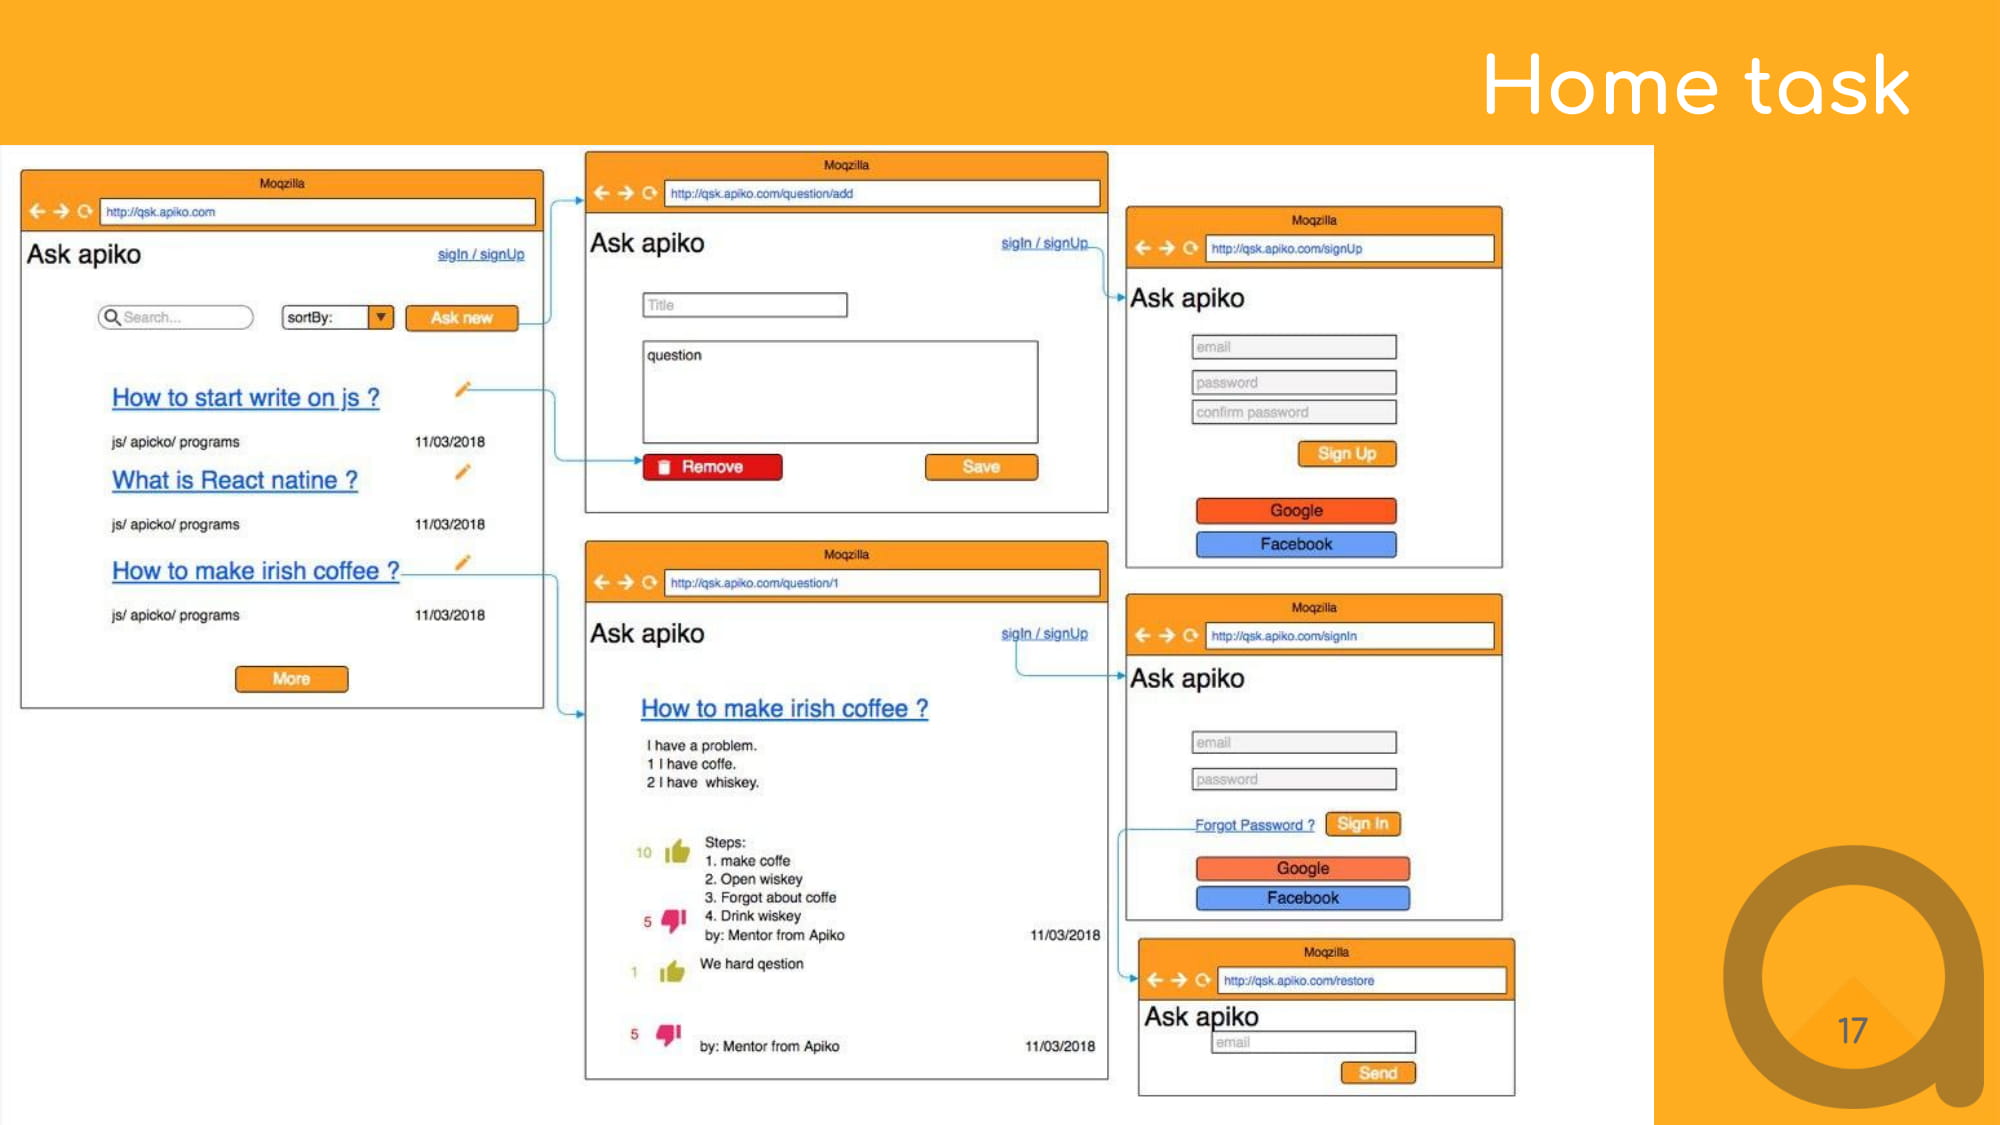 Home task
Moqzilla
http://qsk.apiko.com
Ask apiko
sigIn / signUp
Search...
sortBy:
Ask new
How to start write on js ?
js/ apicko/ programs
11/03/2018
What is React natine ?
js/ apicko/ programs
11/03/2018
How to make irish coffee ?
js/ apicko/ programs
11/03/2018
More
Moqzilla
http://qsk.apiko.com/question/add
Ask apiko
sigIn / signUp
Title
question
Remove
Save
Moqzilla
http://qsk.apiko.com/question/1
Ask apiko
sigIn / signUp
How to make irish coffee ?
I have a problem.
1 I have coffe.
2 I have whiskey.
10
Steps:
1. make coffe
2. Open wiskey
3. Forgot about coffe
5
4. Drink wiskey
by: Mentor from Apiko
11/03/2018
1
We hard qestion
5
by: Mentor from Apiko
11/03/2018
Moqzilla
http://qsk.apiko.com/signUp
Ask apiko
email
password
confirm password
Sign Up
Google
Facebook
Moqzilla
http://qsk.apiko.com/signIn
Ask apiko
email
password
Forgot Password ?
Sign In
Google
Facebook
Moqzilla
http://qsk.apiko.com/restore
Ask apiko
email
Send
17